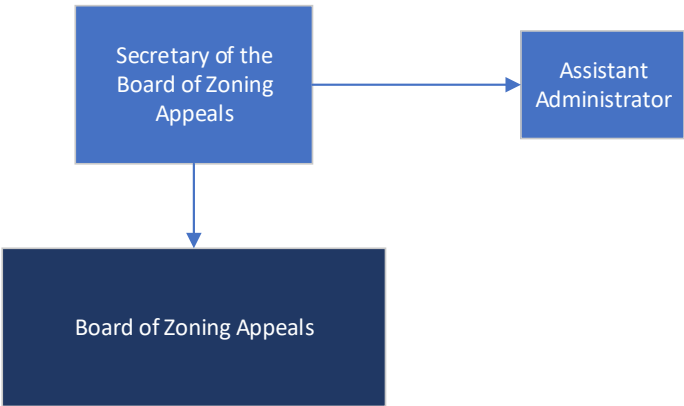 Secretary of the
Board of Zoning
Appeals
Assistant
Administrator
Board of Zoning Appeals